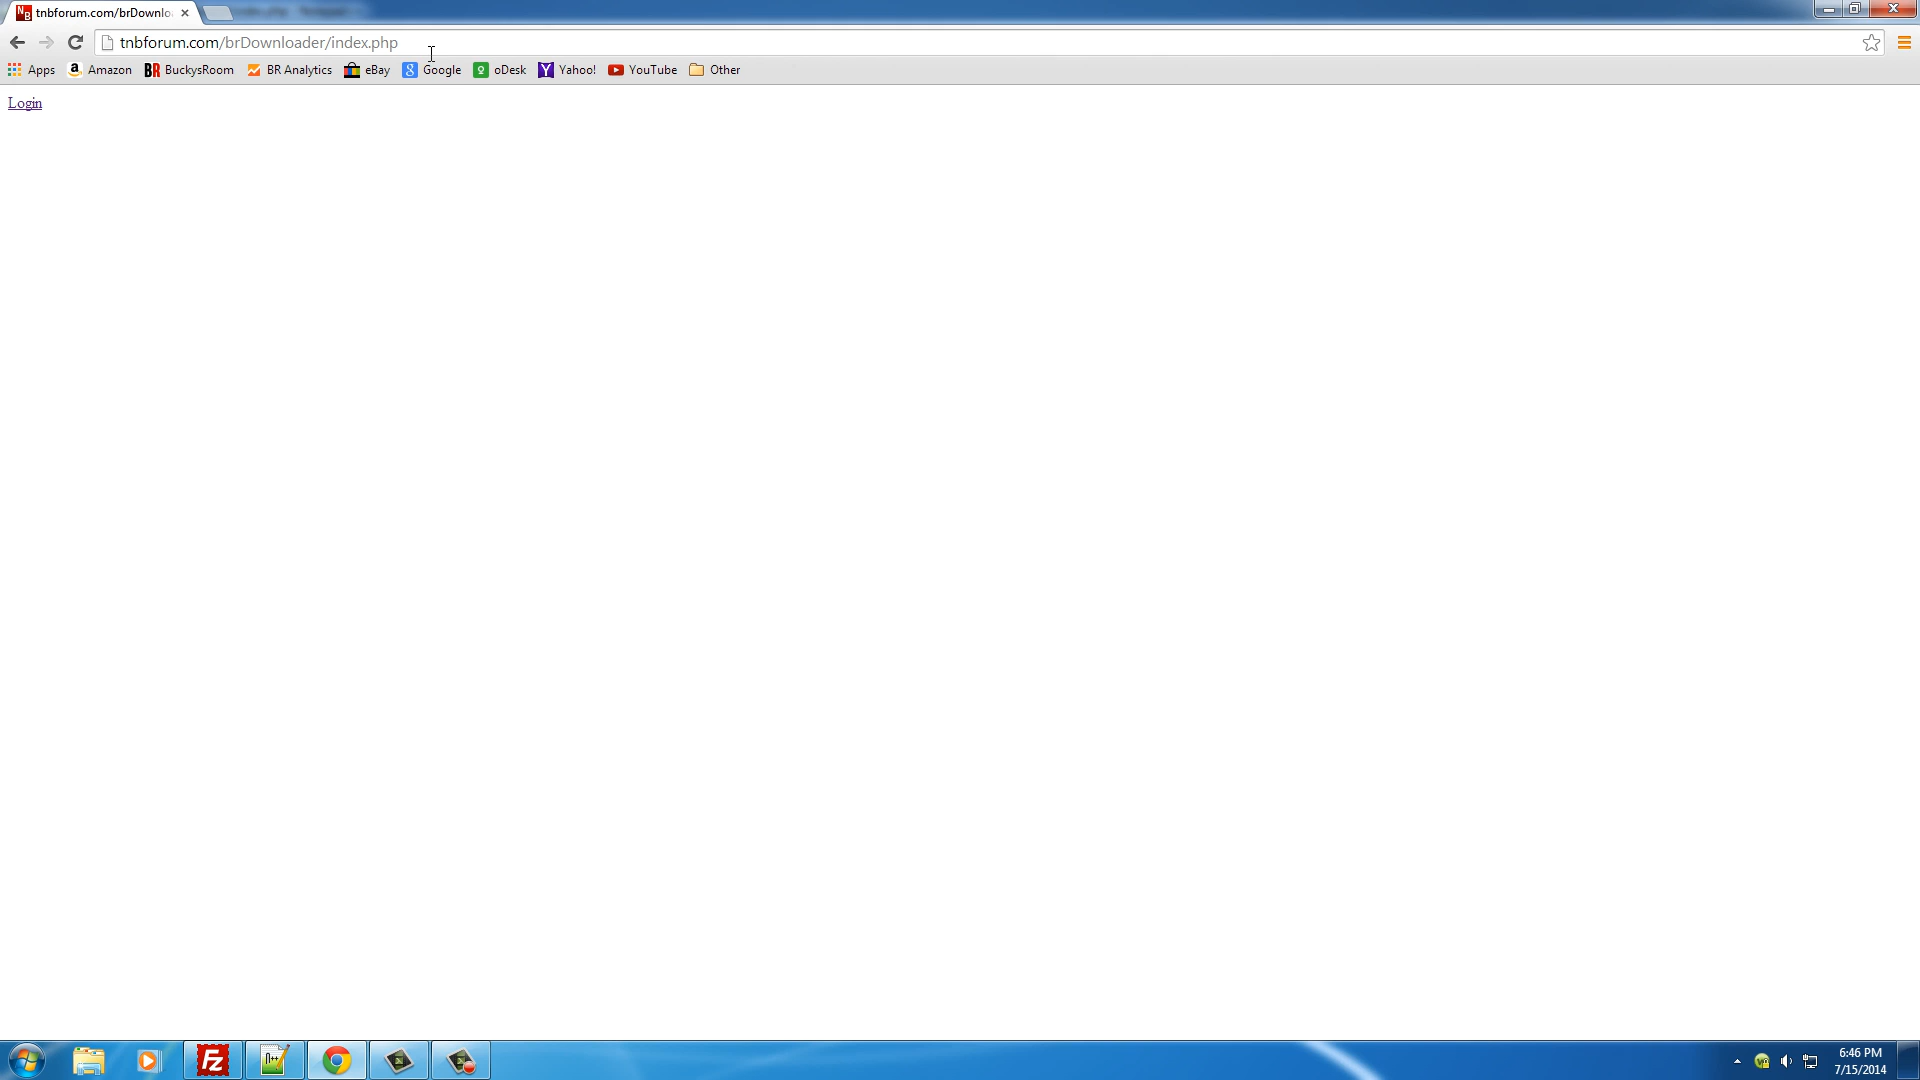 tnbforum.com/brDownlo
tnbforum.com/brDownloader/index.php
Apps
Amazon
BuckysRoom
BR Analytics
eBay
Google
oDesk
Yahoo!
YouTube
Other
Login
6:46 PM
7/15/2014